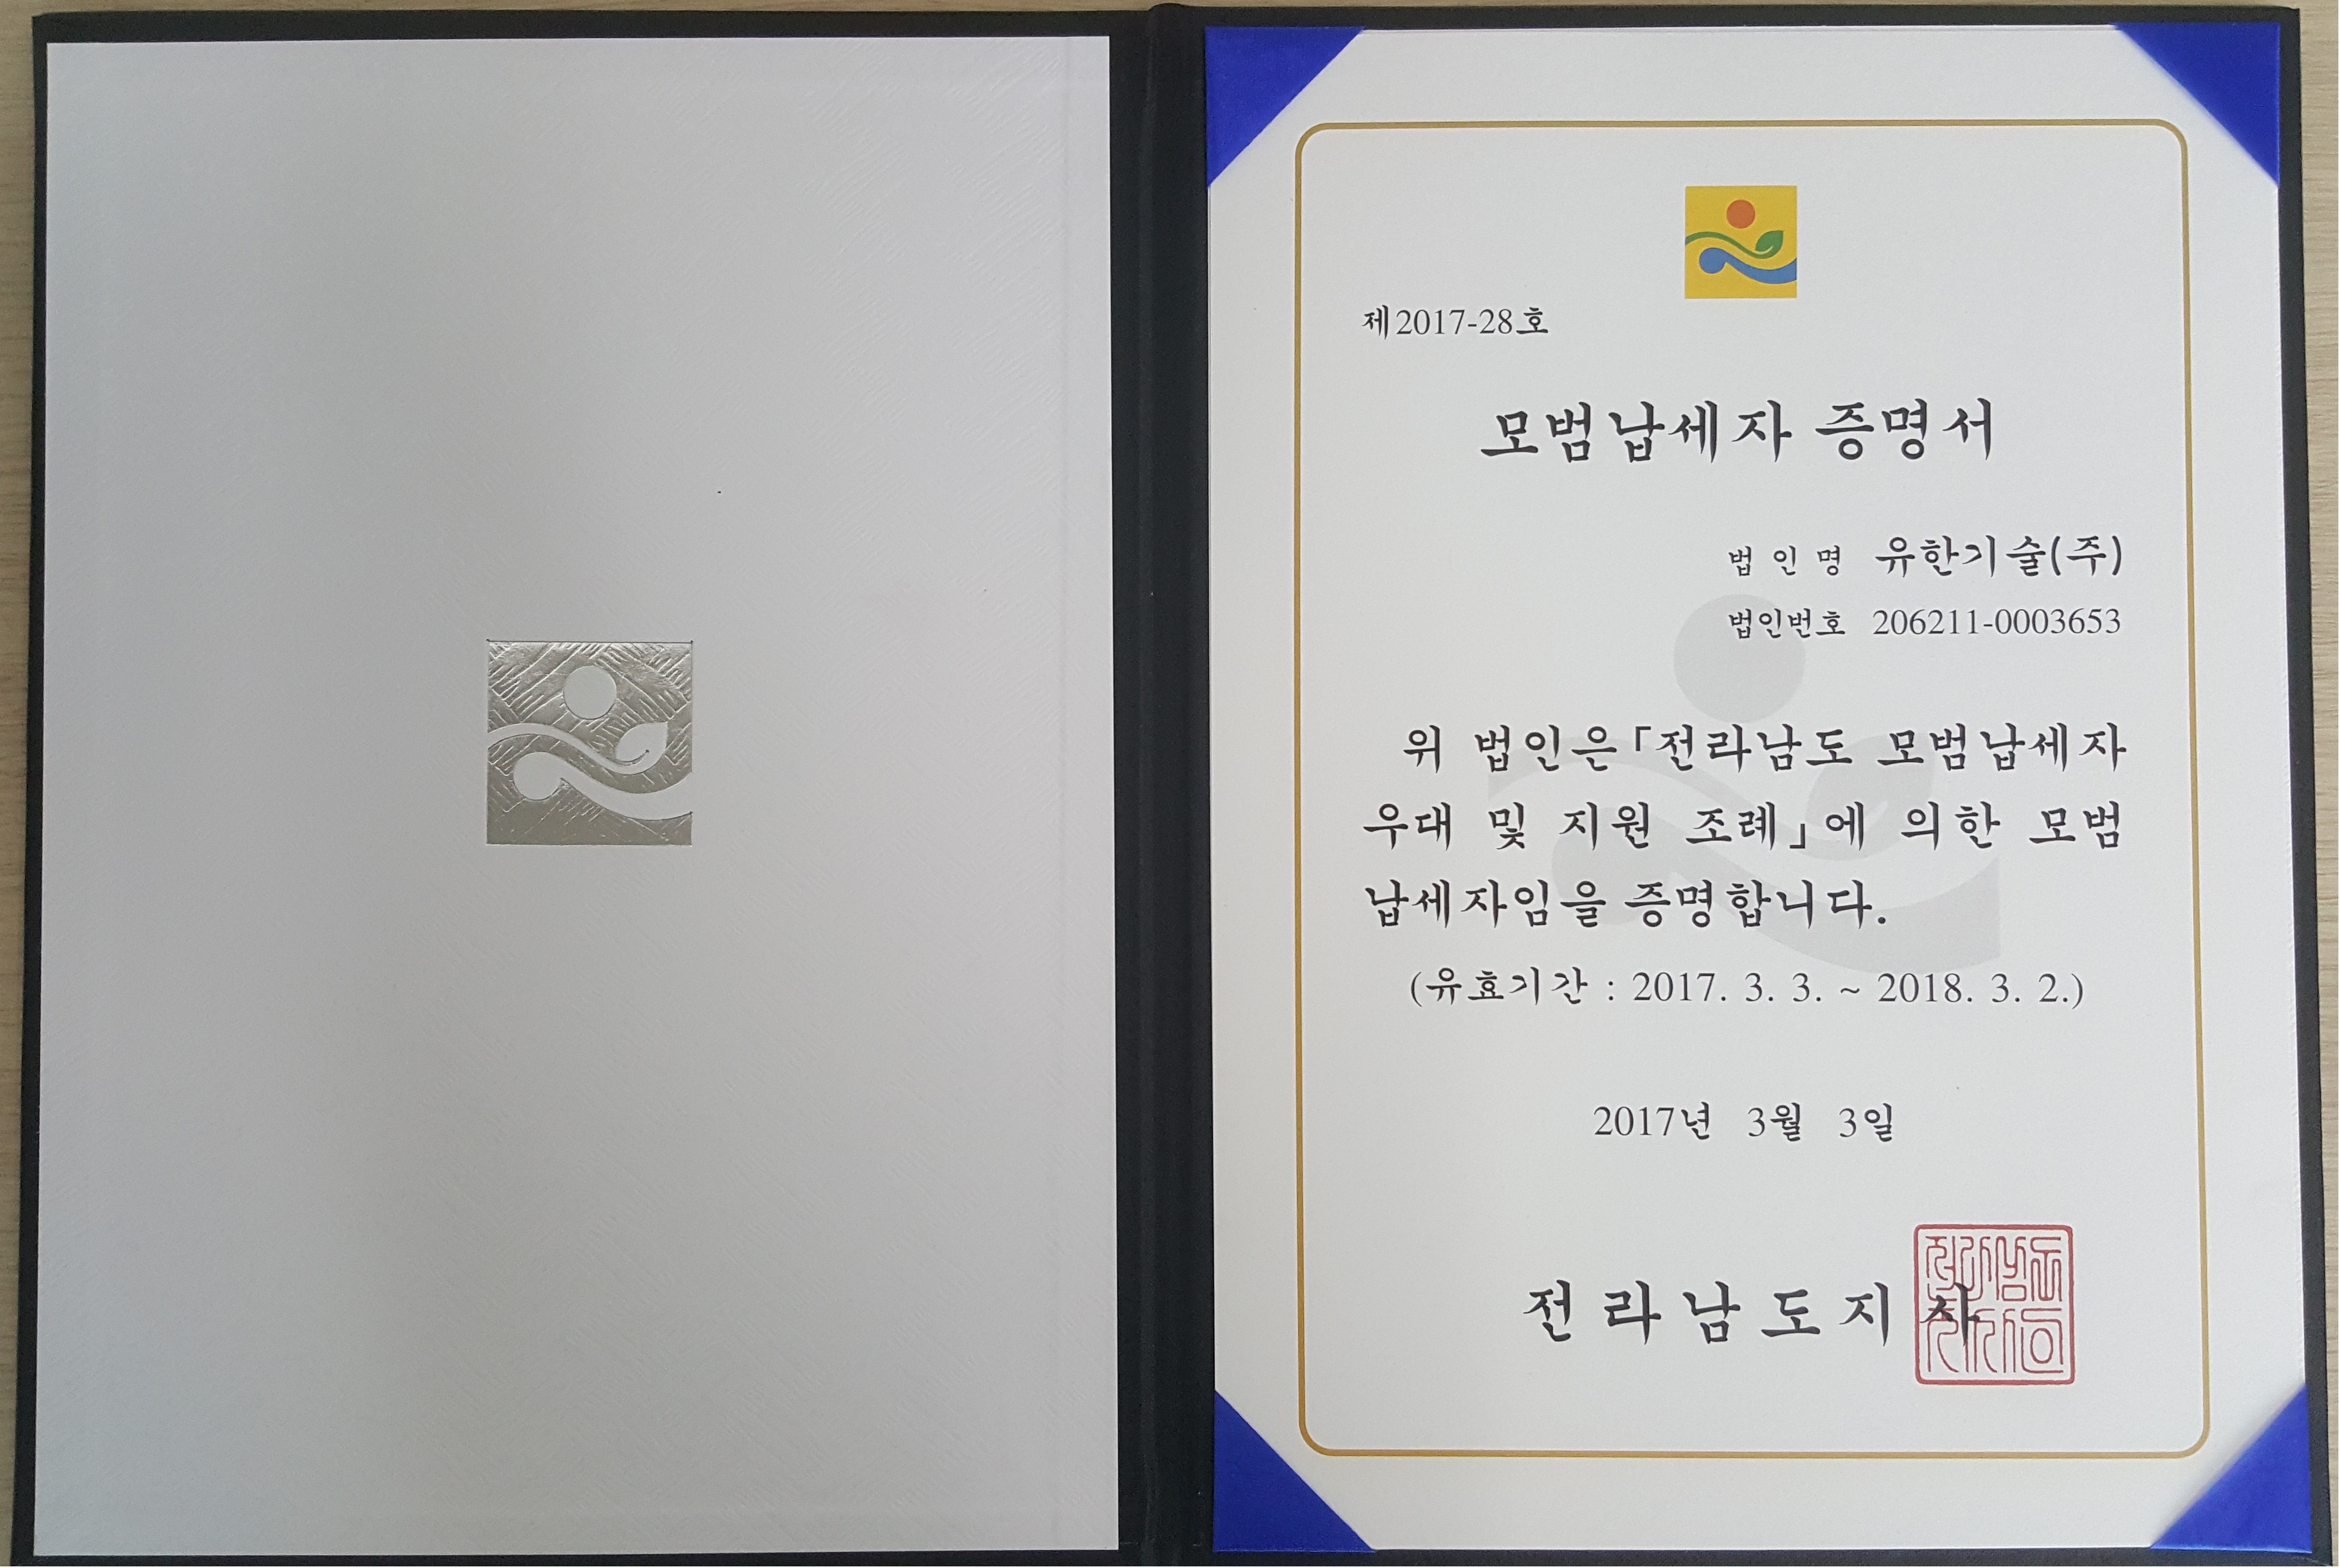 제2017-28호
모범납세자 증명서
법 인 명 유한기술(주)
법인번호 206211-0003653
위 법인은「전라남도 모범납세자
우대 및 지원 조례」에 의한 모범
납세자임을 증명합니다.
(유효기간 : 2017. 3. 3. ~ 2018. 3. 2.)
2017년 3월 3일
전라남도지사